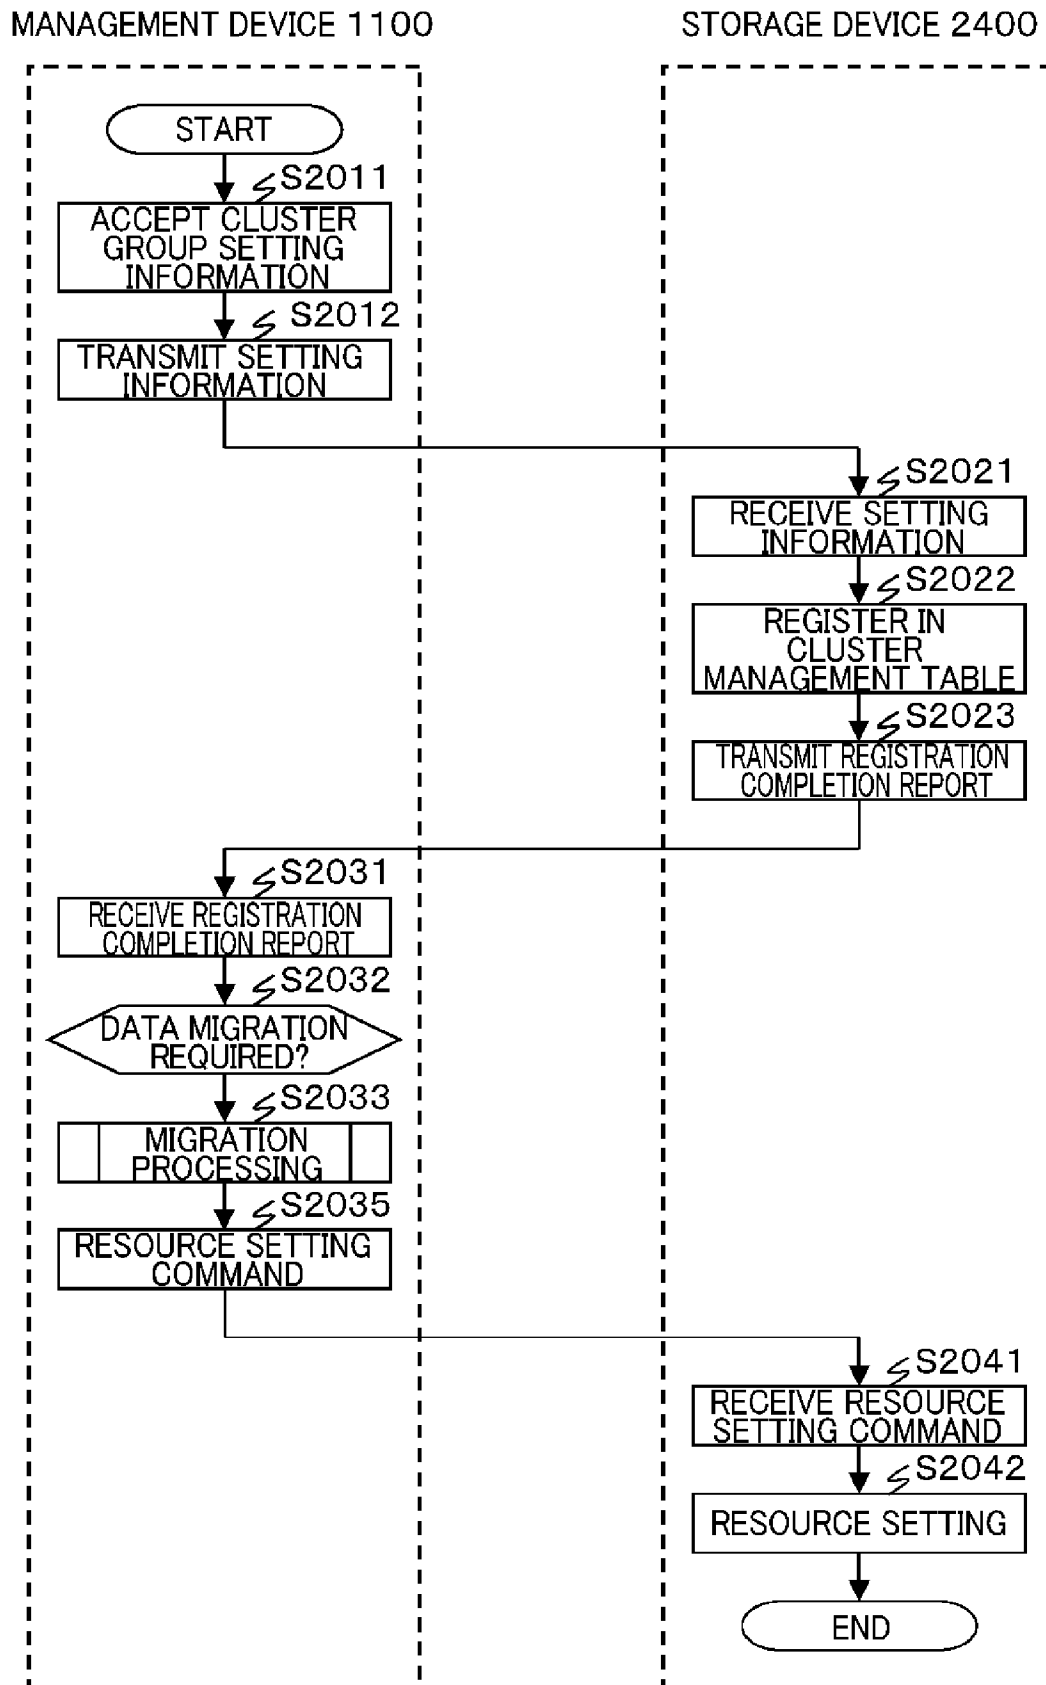 MANAGEMENT DEVICE 1100
STORAGE DEVICE 2400
START
S2011
ACCEPT CLUSTER
GROUP SETTING
INFORMATION
S2012
TRANSMIT SETTING
INFORMATION
S2021
RECEIVE SETTING
INFORMATION
S2022
REGISTER IN
CLUSTER
MANAGEMENT TABLE
S2023
TRANSMIT REGISTRATION
COMPLETION REPORT
S2031
RECEIVE REGISTRATION
COMPLETION REPORT
S2032
DATA MIGRATION
REQUIRED?
S2033
MIGRATION
PROCESSING
S2035
RESOURCE SETTING
COMMAND
S2041
RECEIVE RESOURCE
SETTING COMMAND
S2042
RESOURCE SETTING
END